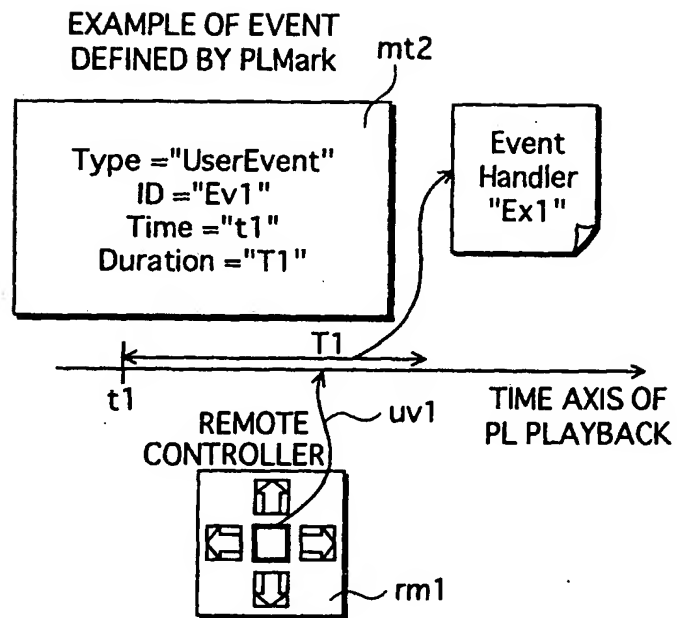 EXAMPLE OF EVENT
DEFINED BY PLMark
mt2
Type ="UserEvent"
ID ="Ev1"
Time ="t1"
Duration ="T1"
Event
Handler
"Ex1"
T1
t1
TIME AXIS OF
PL PLAYBACK
uv1
REMOTE
CONTROLLER
rm1